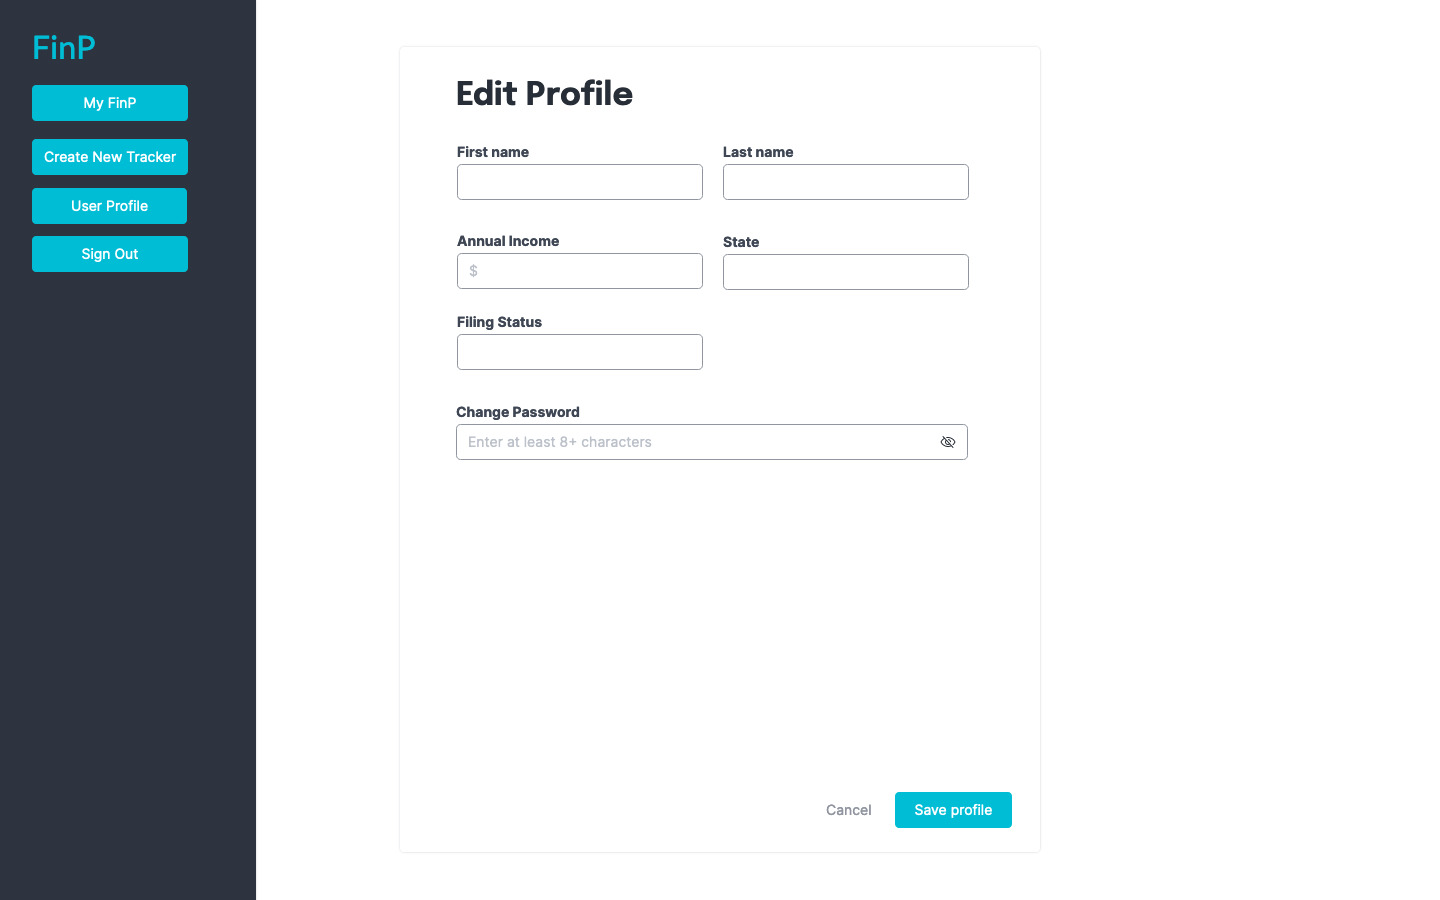 FinP
My FinP
Create New Tracker
User Profile
Sign Out
Edit Profile
First name
Last name
Annual Income
$
State
Filing Status
Change Password
Enter at least 8+ characters
Cancel
Save profile